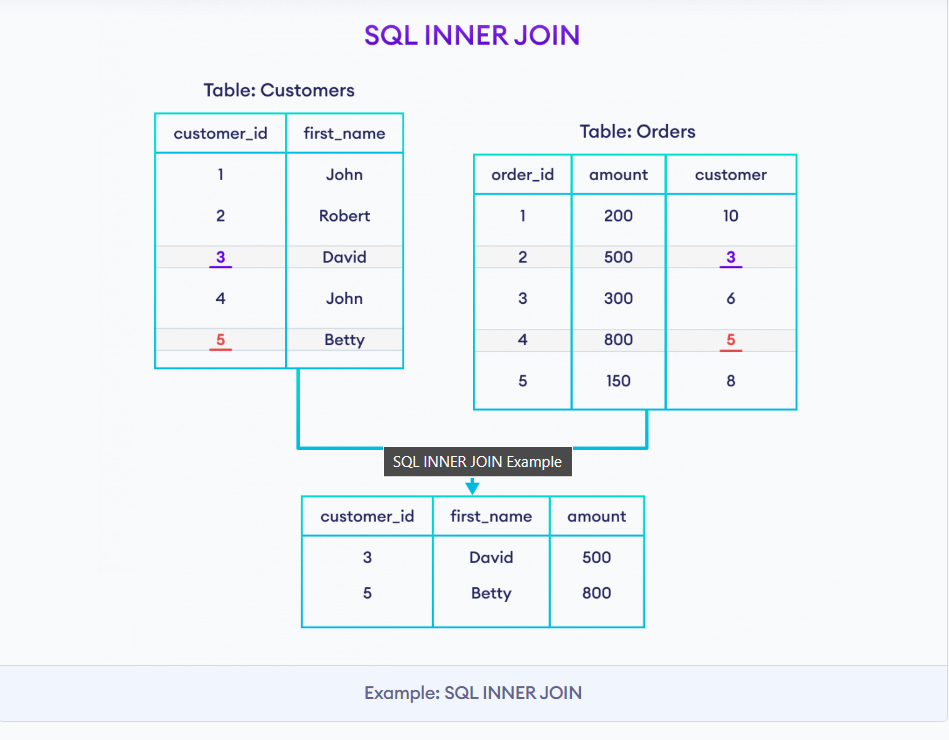 SQL INNER JOIN
Table: Customers
customer_id first_name
1 John
2 Robert
3 David
4 John
5 Betty
Table: Orders
order_id amount customer
1 200 10
2 500 3
3 300 6
4 800 5
5 150 8
SQL INNER JOIN Example
customer_id first_name amount
3 David 500
5 Betty 800
Example: SQL INNER JOIN